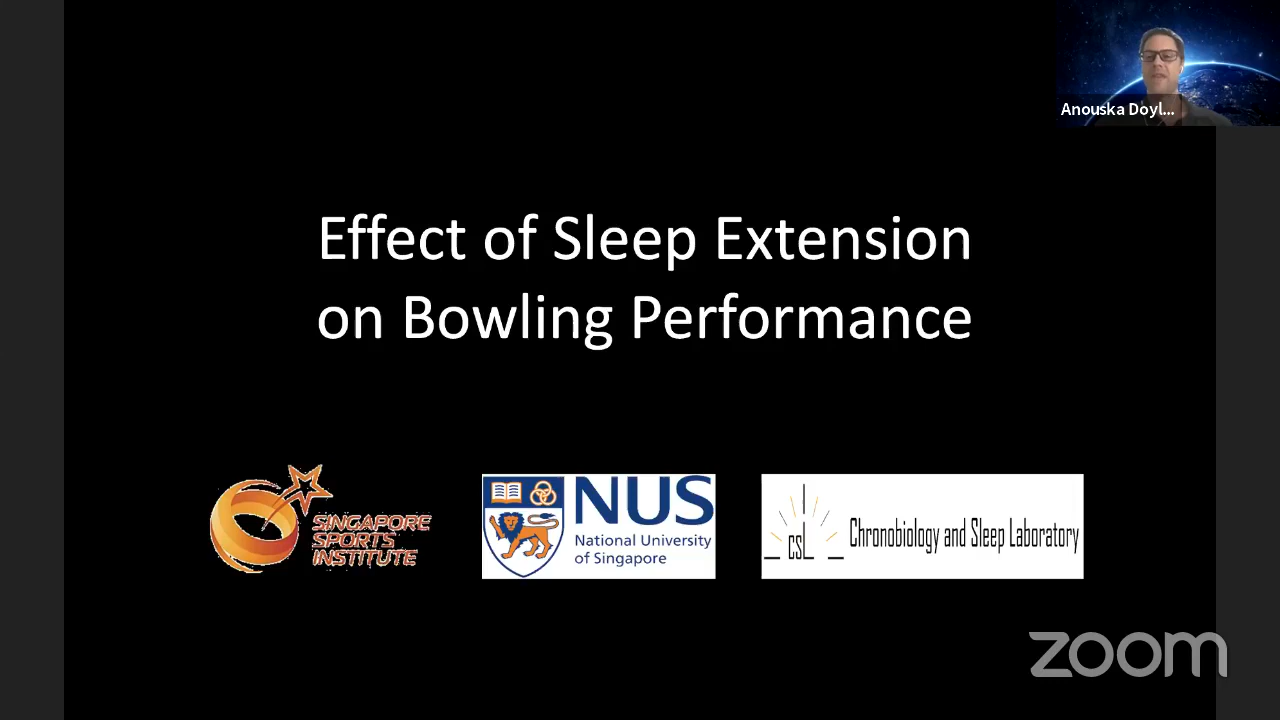 Anouska Doyl...
Effect of Sleep Extension
on Bowling Performance
SINGAPORE
SPORTS
INSTITUTE
NUS
National University
of Singapore
CSL
Chronobiology and Sleep Laboratory
zoom